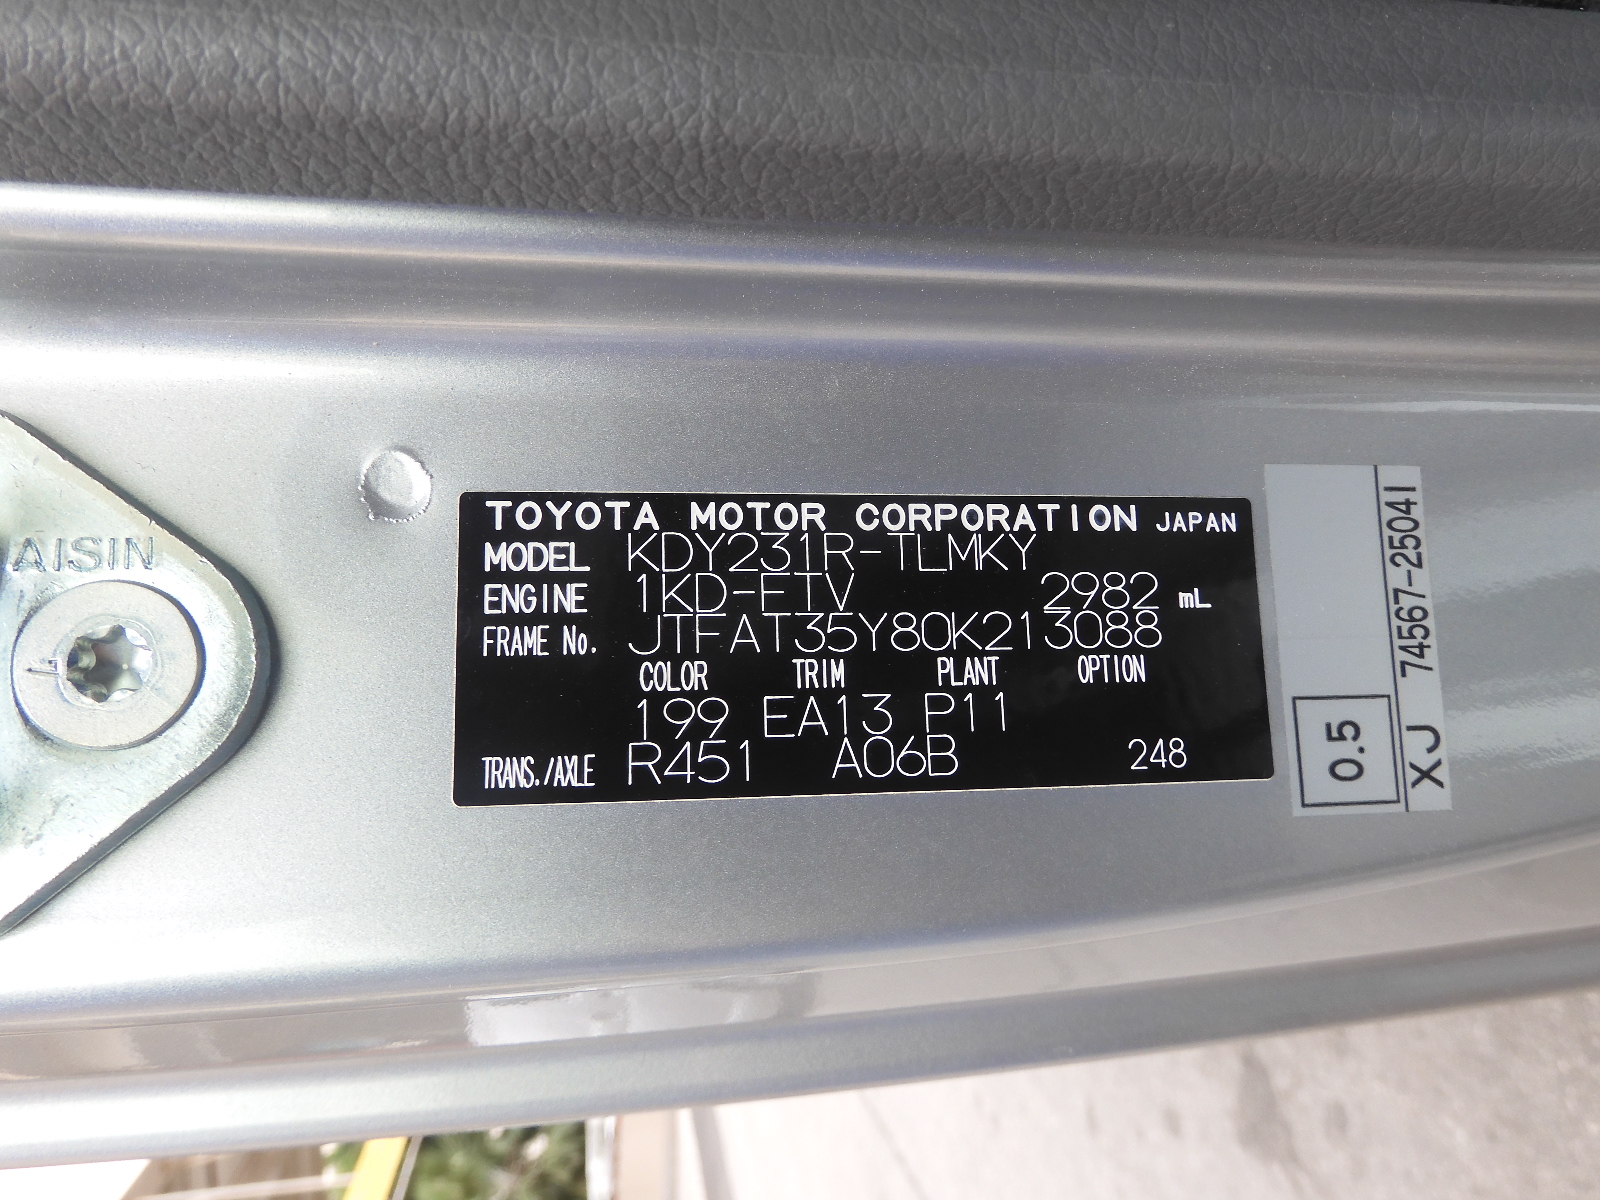 AISIN
4
TOYOTA MOTOR CORPORATION JAPAN
MODEL KDY231R-TLMKY
ENGINE 1KD-FTV 2982 mL
FRAME No. JTFAT35Y80K213088
COLOR TRIM PLANT OPTION
199 EA13 P11
TRANS./AXLE R451 A06B 248
0.5
XJ 74567-25041